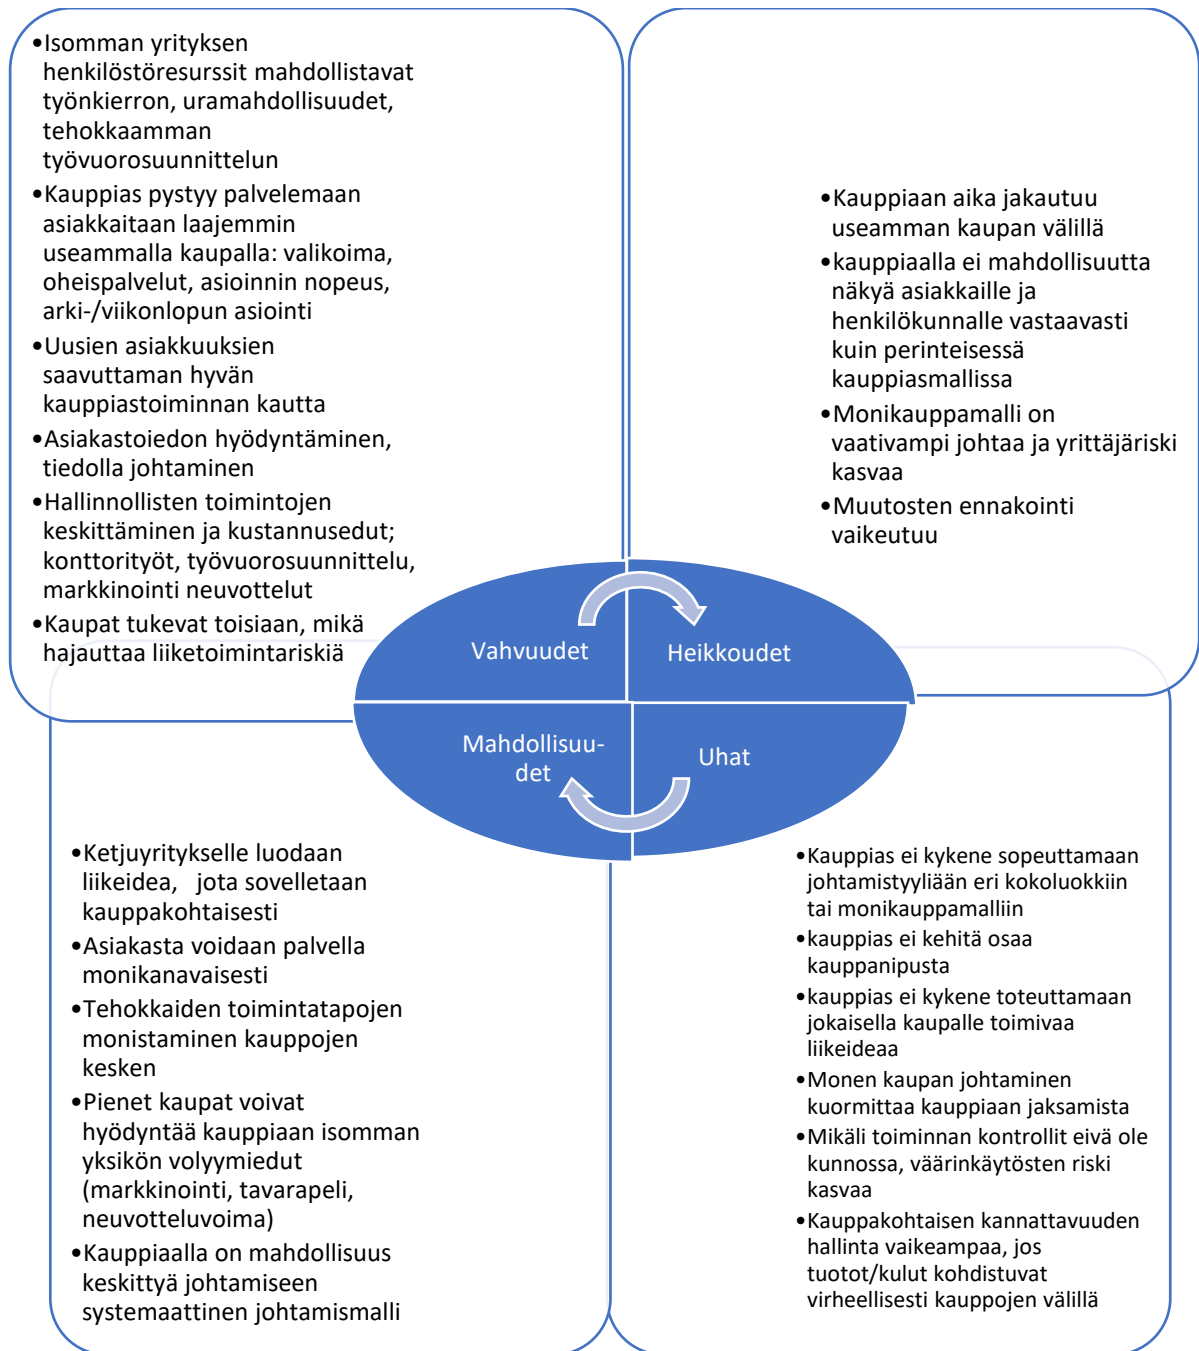 •Isomman yrityksen
henkilöstöresurssit mahdollistavat
työnkierron, uramahdollisuudet,
tehokkaamman
työvuorosuunnittelun
•Kauppias pystyy palvelemaan
asiakkaitaan laajemmin
useammalla kaupalla: valikoima,
oheispalvelut, asioinnin nopeus,
arki-/viikonlopun asiointi
•Uusien asiakkuuksien
saavuttaman hyvän
kauppiastoiminnan kautta
•Asiakastoiedon hyödyntäminen,
tiedolla johtaminen
•Hallinnollisten toimintojen
keskittäminen ja kustannusedut;
konttorityöt, työvuorosuunnittelu,
markkinointi neuvottelut
•Kaupat tukevat toisiaan, mikä
hajauttaa liiketoimintariskiä
•Kauppiaan aika jakautuu
useamman kaupan välillä
•kauppiaalla ei mahdollisuutta
näkyä asiakkaille ja
henkilökunnalle vastaavasti
kuin perinteisessä
kauppiasmallissa
•Monikauppamalli on
vaativampi johtaa ja yrittäjäriski
kasvaa
•Muutosten ennakointi
vaikeutuu
Vahvuudet
Heikkoudet
Mahdollisuu-
det
Uhat
•Ketjuyritykselle luodaan
liikeidea, jota sovelletaan
kauppakohtaisesti
•Asiakasta voidaan palvella
monikanavaisesti
•Tehokkaiden toimintatapojen
monistaminen kauppojen
kesken
•Pienet kaupat voivat
hyödyntää kauppiaan isomman
yksikön volyymiedut
(markkinointi, tavarapeli,
neuvotteluvoima)
•Kauppiaalla on mahdollisuus
keskittyä johtamiseen
systemaattinen johtamismalli
•Kauppias ei kykene sopeuttamaan
johtamistyyliään eri kokoluokkiin
tai monikauppamalliin
•kauppias ei kehitä osaa
kauppanipusta
•kauppias ei kykene toteuttamaan
jokaisella kaupalle toimivaa
liikeideaa
•Monen kaupan johtaminen
kuormittaa kauppiaan jaksamista
•Mikäli toiminnan kontrollit eivä ole
kunnossa, väärinkäytösten riski
kasvaa
•Kauppakohtaisen kannattavuuden
hallinta vaikeampaa, jos
tuotot/kulut kohdistuvat
virheellisesti kauppojen välillä